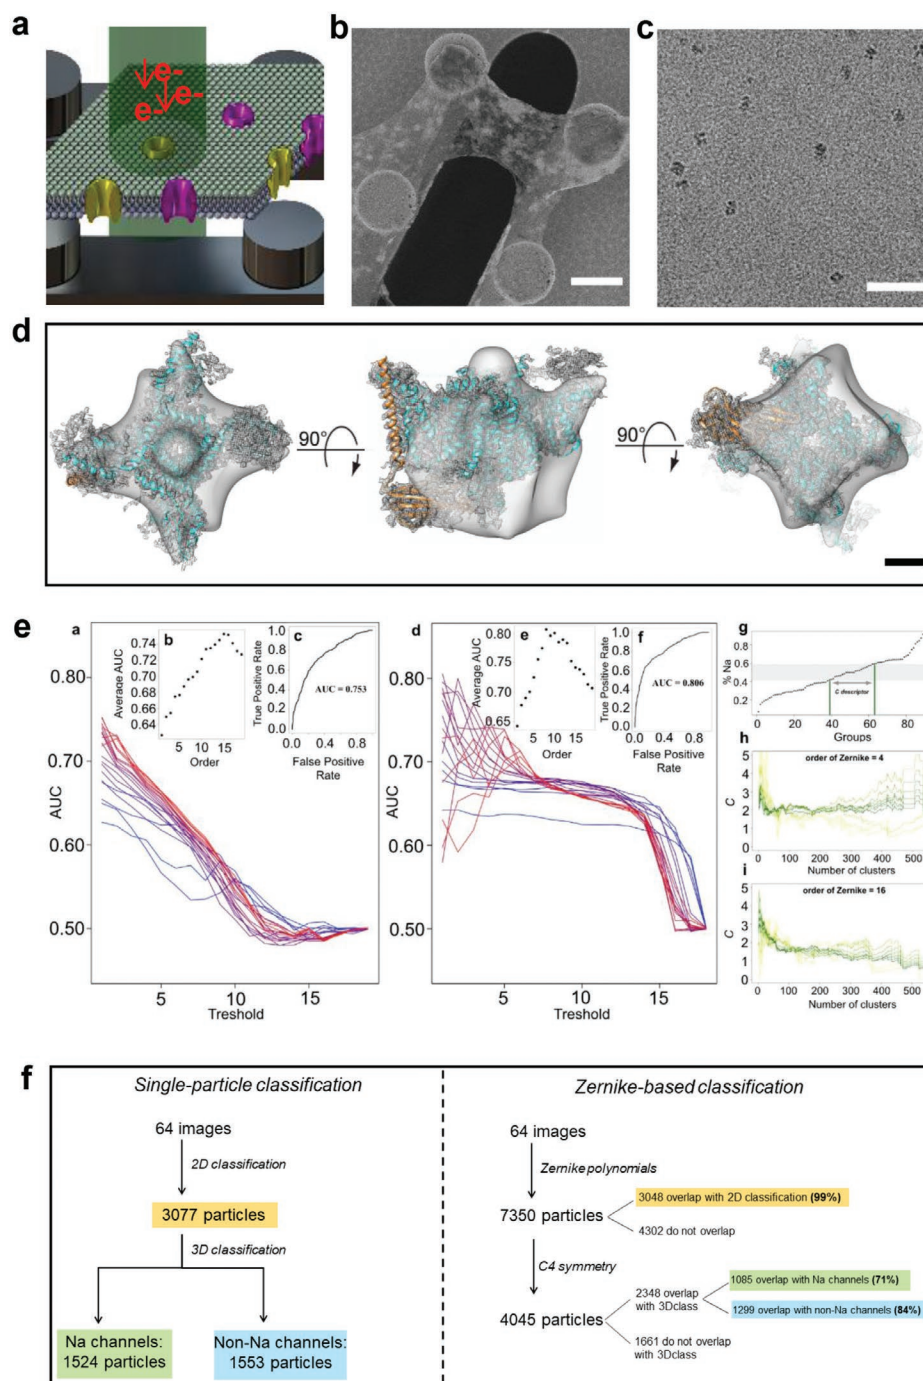 a
e-
e-
e-
b
c
d
90°
90°
e
a
b
Average AUC
0.74
0.72
0.70
0.68
0.66
0.64
5 10 15
Order
c
True Positive Rate
1.0
0.8
0.6
0.4
0.2
0.0
AUC = 0.753
0.0 0.4 0.8
False Positive
Rate
AUC
0.80
0.70
0.60
0.50
5 10 15
Treshold
d
e
Average AUC
0.80
0.75
0.70
0.65
5 10 15
Order
f
True Positive Rate
1.0
0.8
0.6
0.4
0.2
0.0
AUC = 0.806
0.0 0.4 0.8
False Positive
Rate
AUC
0.80
0.70
0.60
0.50
5 10 15
Treshold
g
% Na
0.8
0.6
0.4
0.2
C descriptor
0 20 40 60 80
Groups
h
order of Zernike = 4
C
5
4
3
2
1
0
0 100 200 300 400 500
Number of clusters
i
order of Zernike = 16
C
5
4
3
2
1
0
0 100 200 300 400 500
Number of clusters
f
Single-particle classification
64 images
2D classification
3077 particles
3D classification
Na channels:
1524 particles
Non-Na channels:
1553 particles
Zernike-based classification
64 images
Zernike polynomials
7350 particles
3048 overlap with 2D classification (99%)
4302 do not overlap
C4 symmetry
4045 particles
2348 overlap
with 3Dclass
1085 overlap with Na channels (71%)
1299 overlap with non-Na channels (84%)
1661 do not overlap
with 3Dclass